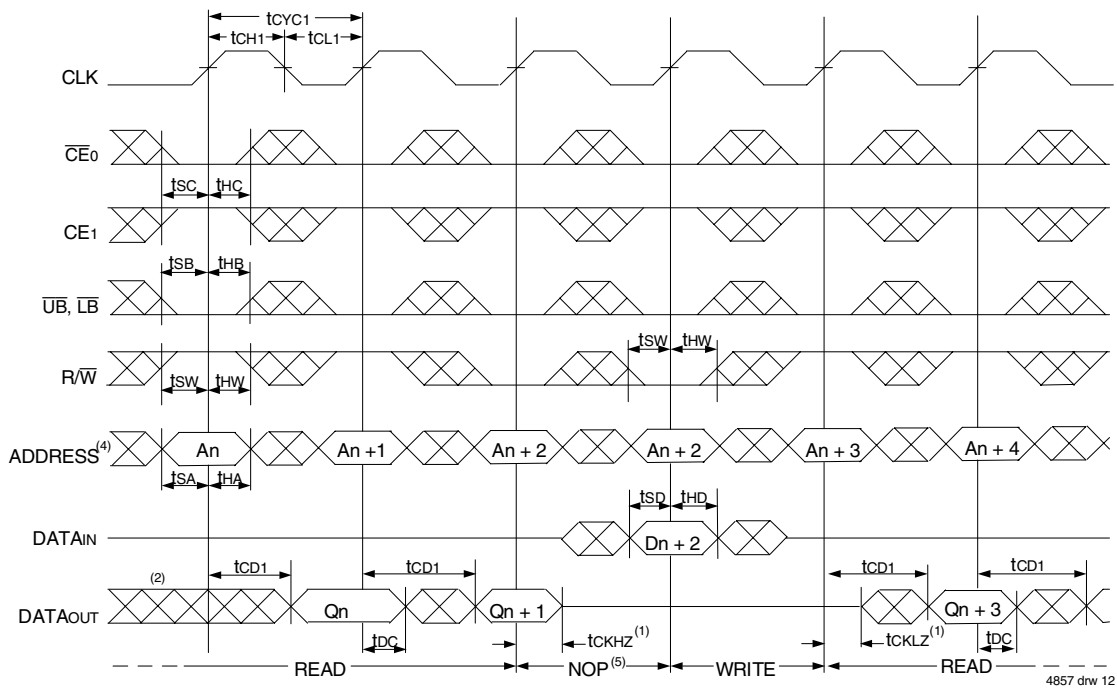 tCYC1
tCH1 tCL1
CLK
CE0
tSC tHC
CE1
tSB tHB
UB, LB
tSW tHW
R/W
tSW tHW
ADDRESS(4) An An +1 An + 2 An + 2 An + 3 An + 4
tSA tHA
tSD tHD
DATAIN Dn + 2
(2) tCD1 tCD1 tCD1 tCD1
DATAOUT Qn Qn + 1 Qn + 3
tDC tCKHZ(1) tCKLZ(1) tDC
READ NOP(5) WRITE READ
4857 drw 12